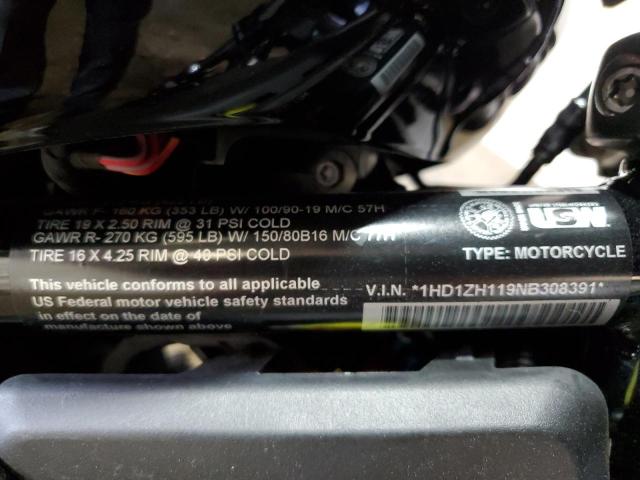 GAWR F- 160 KG (353 LB) W/ 100/90-19 M/C 57H
TIRE 19 X 2.50 RIM @ 31 PSI COLD
GAWR R- 270 KG (595 LB) W/ 150/80B16 M/C
TIRE 16 X 4.25 RIM @ 40 PSI COLD
This vehicle conforms to all applicable
US Federal motor vehicle safety standards
in effect on the date of
manufacture shown above
TYPE: MOTORCYCLE
V.I.N. *1HD1ZH119NB308391*